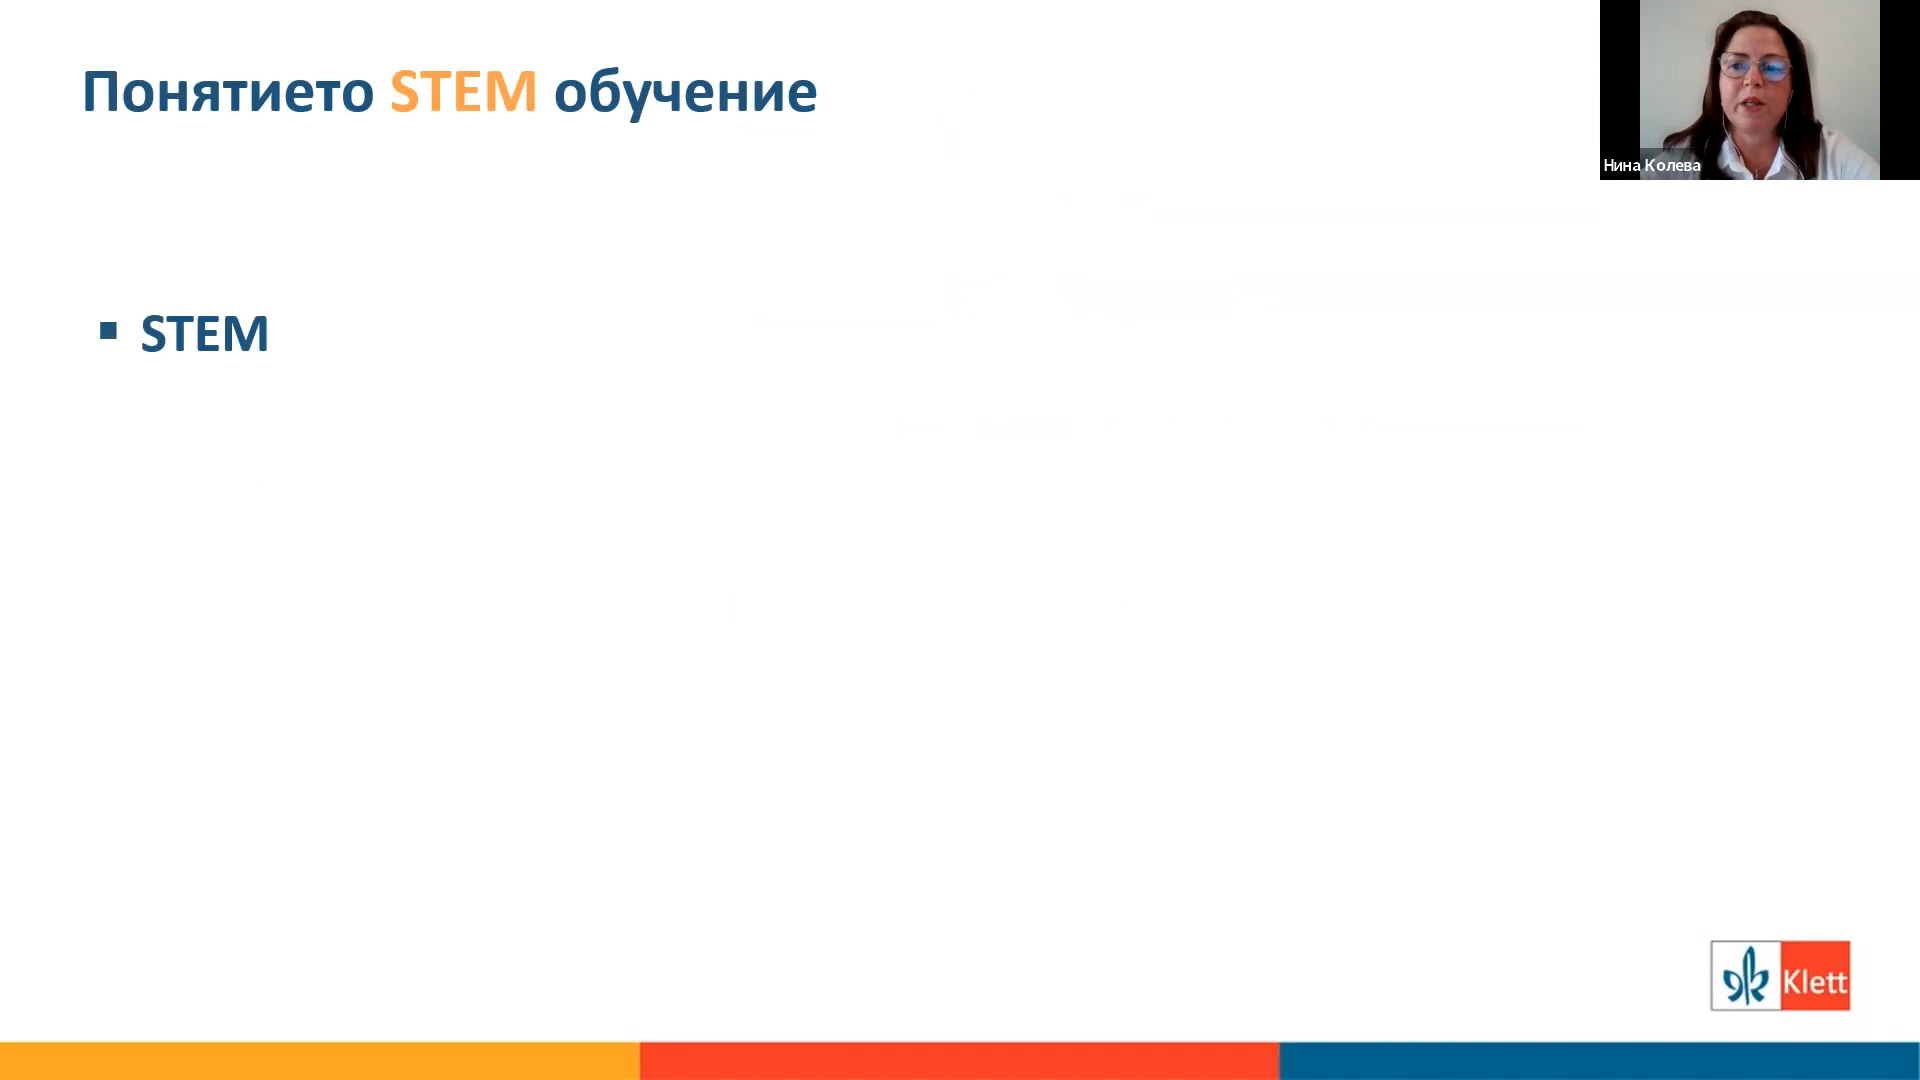 Понятието STEM обучение
Нина Колева
▪ STEM
Klett